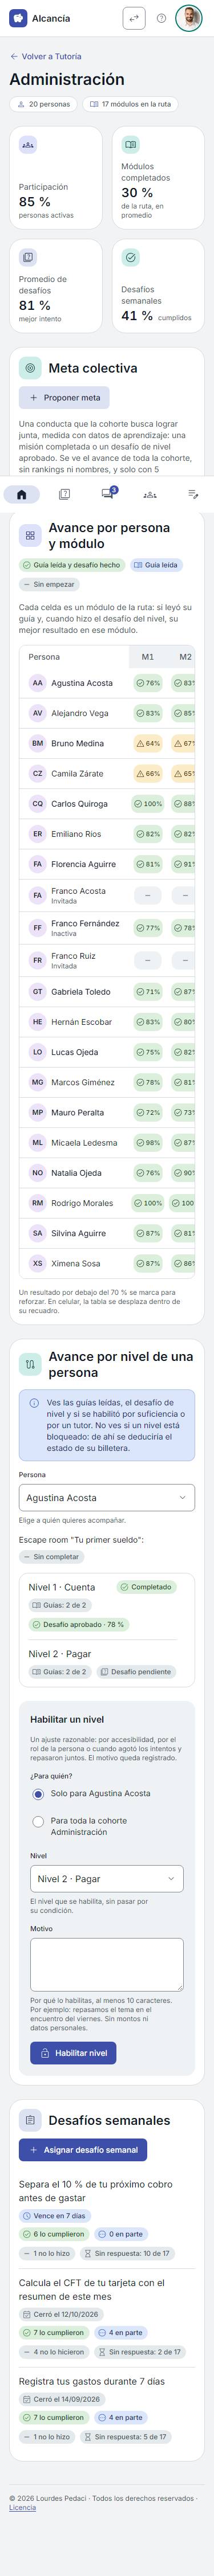 Alcancía
Volver a Tutoría
Administración
20 personas
17 módulos en la ruta
Participación
85 %
personas activas
Módulos
completados
30 %
de la ruta, en
promedio
Promedio de
desafíos
81 %
mejor intento
Desafíos
semanales
41 % cumplidos
Meta colectiva
Proponer meta
Una conquista que la cohorte busca lograr
junta, medida con datos de aprendizaje: una
misión completada o un desafío de nivel
aprobado. Se ve el avance de toda la cohorte,
sin rankings ni nombres, y solo con 5
3
Avance por persona
y módulo
Guía leída y desafío hecho
Guía leída
Sin empezar
Cada celda es un módulo de la ruta: si leyó su
guía y, cuando hizo el desafío del nivel, su
mejor resultado en ese módulo.
Persona M1 M2
AA Agustina Acosta 76% 83%
AV Alejandro Vega 83% 85%
BM Bruno Medina 64% 67%
CZ Camila Zárate 66% 65%
CQ Carlos Quiroga 100% 88%
ER Emiliano Ríos 82% 82%
FA Florencia Aguirre 81% 91%
FA Franco Acosta – –
Invitada
FF Franco Fernández 77% 78%
Inactiva
FR Franco Ruiz – –
Invitada
GT Gabriela Toledo 71% 87%
HE Hernán Escobar 83% 80%
LO Lucas Ojeda 75% 82%
MG Marcos Giménez 78% 81%
MP Mauro Peralta 72% 73%
ML Micaela Ledesma 98% 87%
NO Natalia Ojeda 76% 90%
RM Rodrigo Morales 100% 100
SA Silvina Aguirre 87% 81%
XS Ximena Sosa 87% 86%
Un resultado por debajo del 70 % se marca para
reforzar. En celular, la tabla se desplaza dentro de
su recuadro.
Avance por nivel de una
persona
Ves las guías leídas, el desafío de
nivel y si se habilitó por suficiencia o
por un tutor. No ves si un nivel está
bloqueado: de ahí se deduciría el
estado de su billetera.
Persona
Agustina Acosta
Elige a quién quieres acompañar.
Escape room "Tu primer sueldo":
Sin completar
Nivel 1 · Cuenta
Completado
Guías: 2 de 2
Desafío aprobado · 78 %
Nivel 2 · Pagar
Guías: 2 de 2
Desafío pendiente
Habilitar un nivel
Un ajuste razonable: por accesibilidad, por el
rol de la persona o cuando agotó los intentos y
repasaron juntos. El motivo queda registrado.
¿Para quién?
Solo para Agustina Acosta
Para toda la cohorte
Administración
Nivel
Nivel 2 · Pagar
El nivel que se habilita, sin pasar por
su condición.
Motivo
Por qué lo habilitas, al menos 10 caracteres.
Por ejemplo: repasamos el tema en el
encuentro del viernes. Sin montos ni
datos personales.
Habilitar nivel
Desafíos semanales
Asignar desafío semanal
Separa el 10 % de tu próximo cobro
antes de gastar
Vence en 7 días
6 lo cumplieron
0 en parte
1 no lo hizo
Sin respuesta: 10 de 17
Calcula el CFT de tu tarjeta con el
resumen de este mes
Cerró el 12/10/2026
7 lo cumplieron
4 en parte
4 no lo hicieron
Sin respuesta: 2 de 17
Registra tus gastos durante 7 días
Cerró el 14/09/2026
7 lo cumplieron
4 en parte
1 no lo hizo
Sin respuesta: 5 de 17
© 2026 Lourdes Pedaci · Todos los derechos reservados ·
Licencia